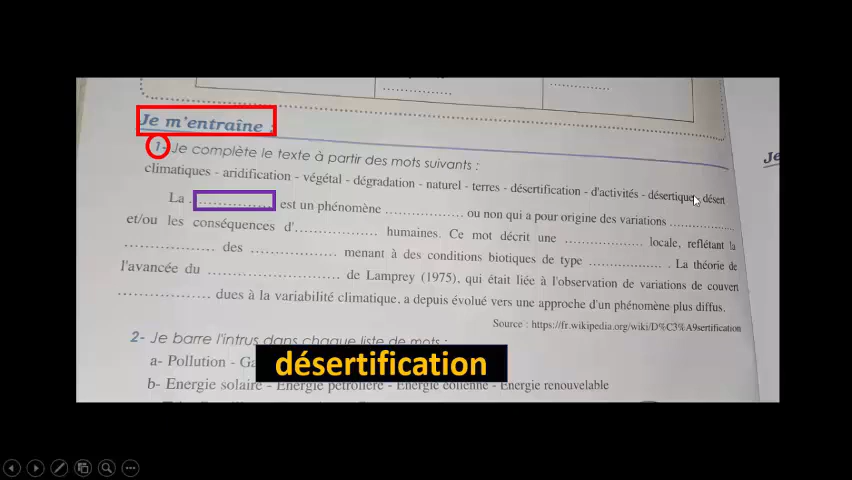 Je m'entraîne :
Je
1- Je complète le texte à partir des mots suivants :
climatiques - aridification - végétal - dégradation - naturel - terres - désertification - d'activités - désertique - désert
La ................ est un phénomène ................ ou non qui a pour origine des variations ................
et/ou les conséquences d'................ humaines. Ce mot décrit une ................ locale, reflétant la
................ des ................ menant à des conditions biotiques de type ................ . La théorie de
l'avancée du ................ de Lamprey (1975), qui était liée à l'observation de variations de couvert
................ dues à la variabilité climatique, a depuis évolué vers une approche d'un phénomène plus diffus.
Source : https://fr.wikipedia.org/wiki/D%C3%A9sertification
2- Je barre l'intrus dans chaque liste de mots :
a- Pollution -
désertification
b- Energie solaire - Energie pétrolière - Energie éolienne - Energie renouvelable